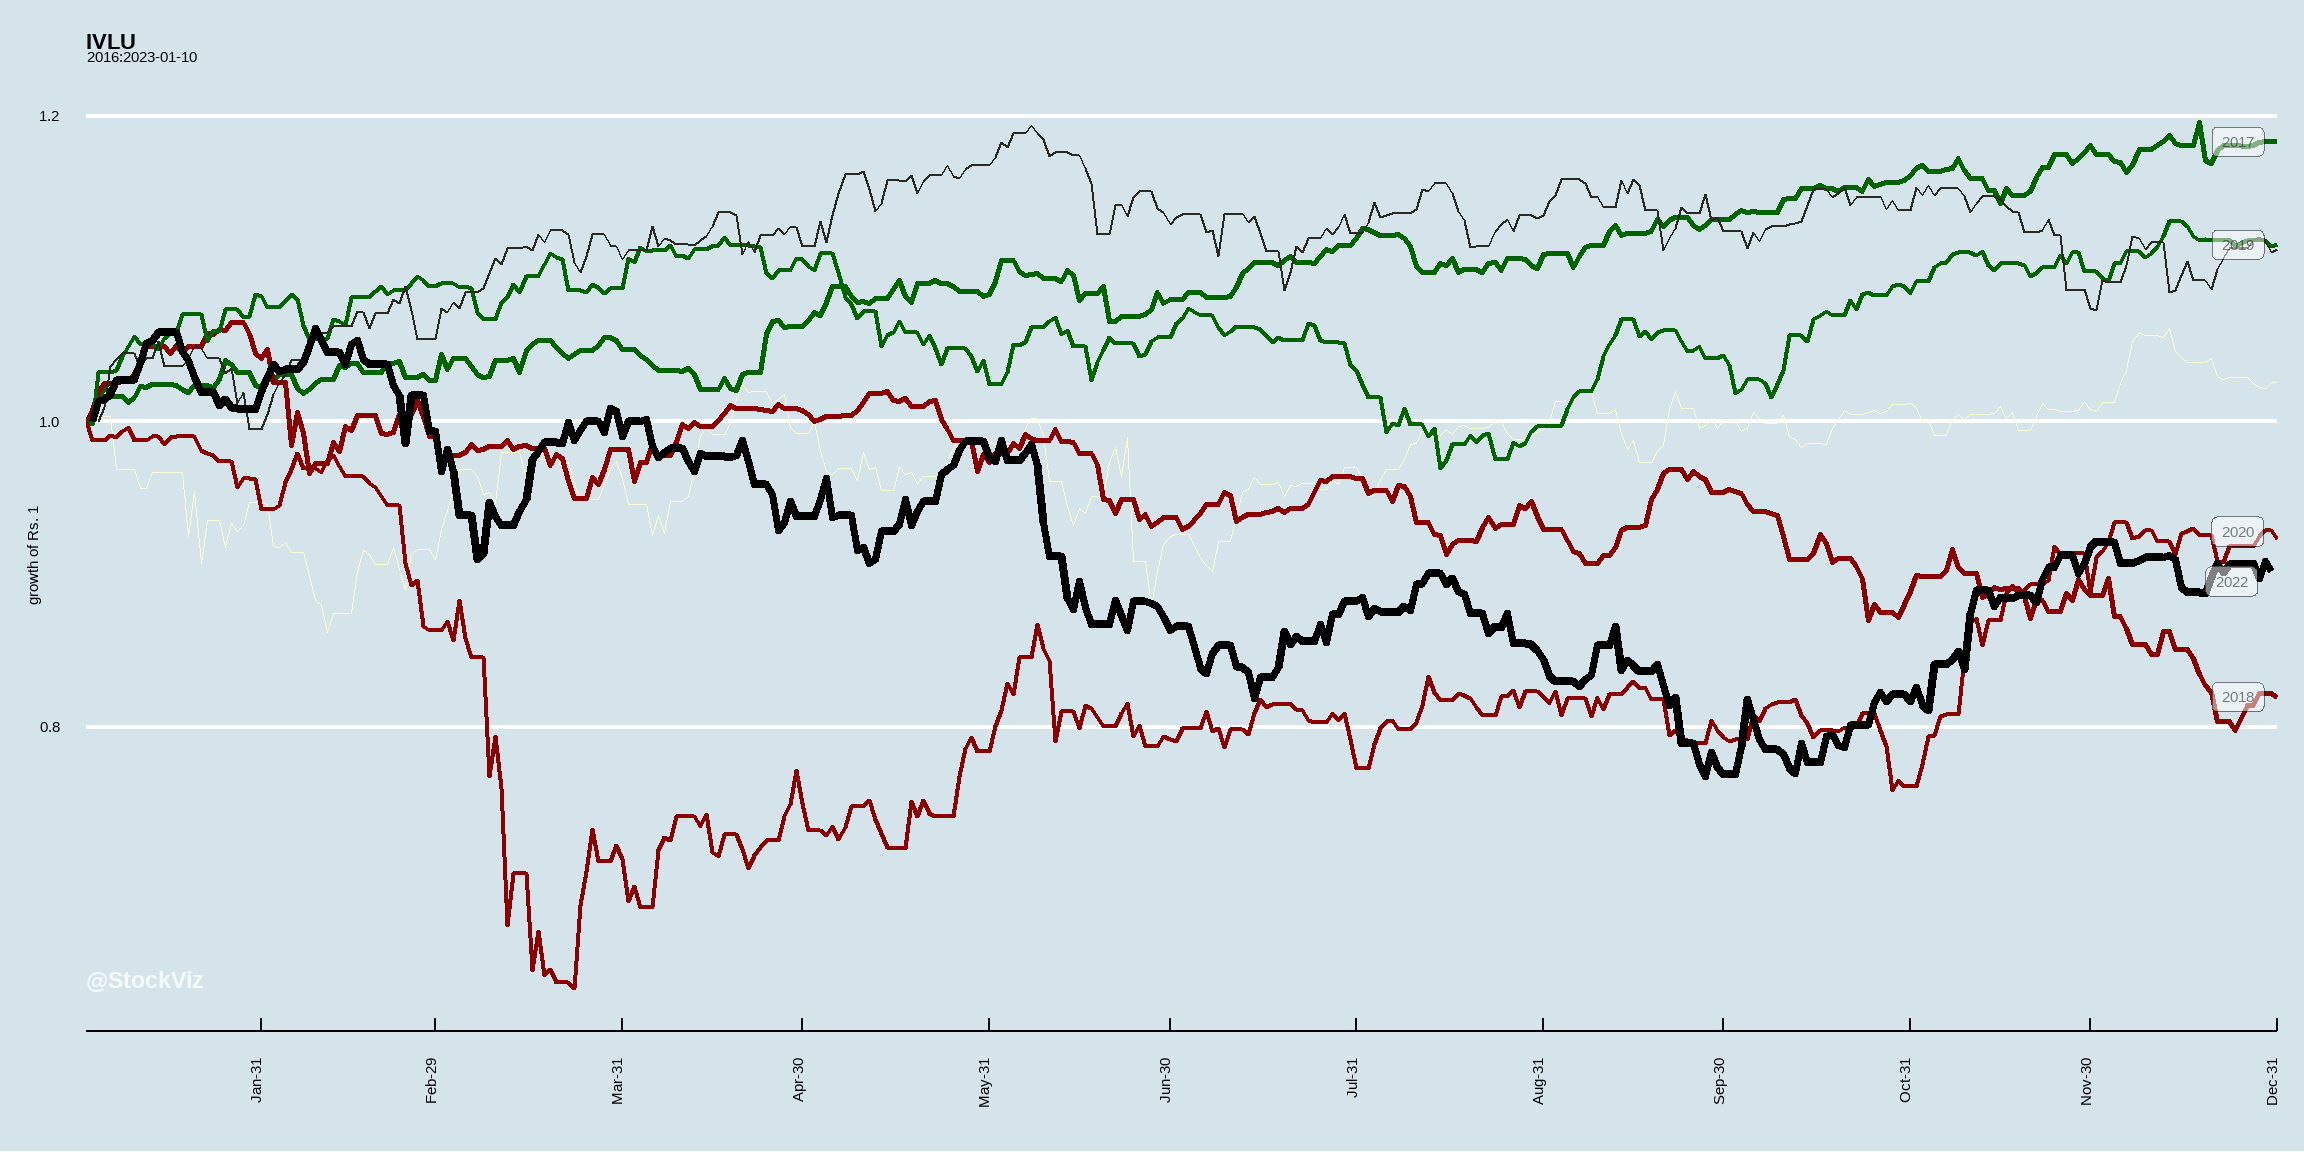 IVLU
2016:2023-01-10
1.2
2017
2019
1.0
growth of Rs. 1
2020
2022
2018
0.8
@StockViz
Jan-31
Feb-29
Mar-31
Apr-30
May-31
Jun-30
Jul-31
Aug-31
Sep-30
Oct-31
Nov-30
Dec-31